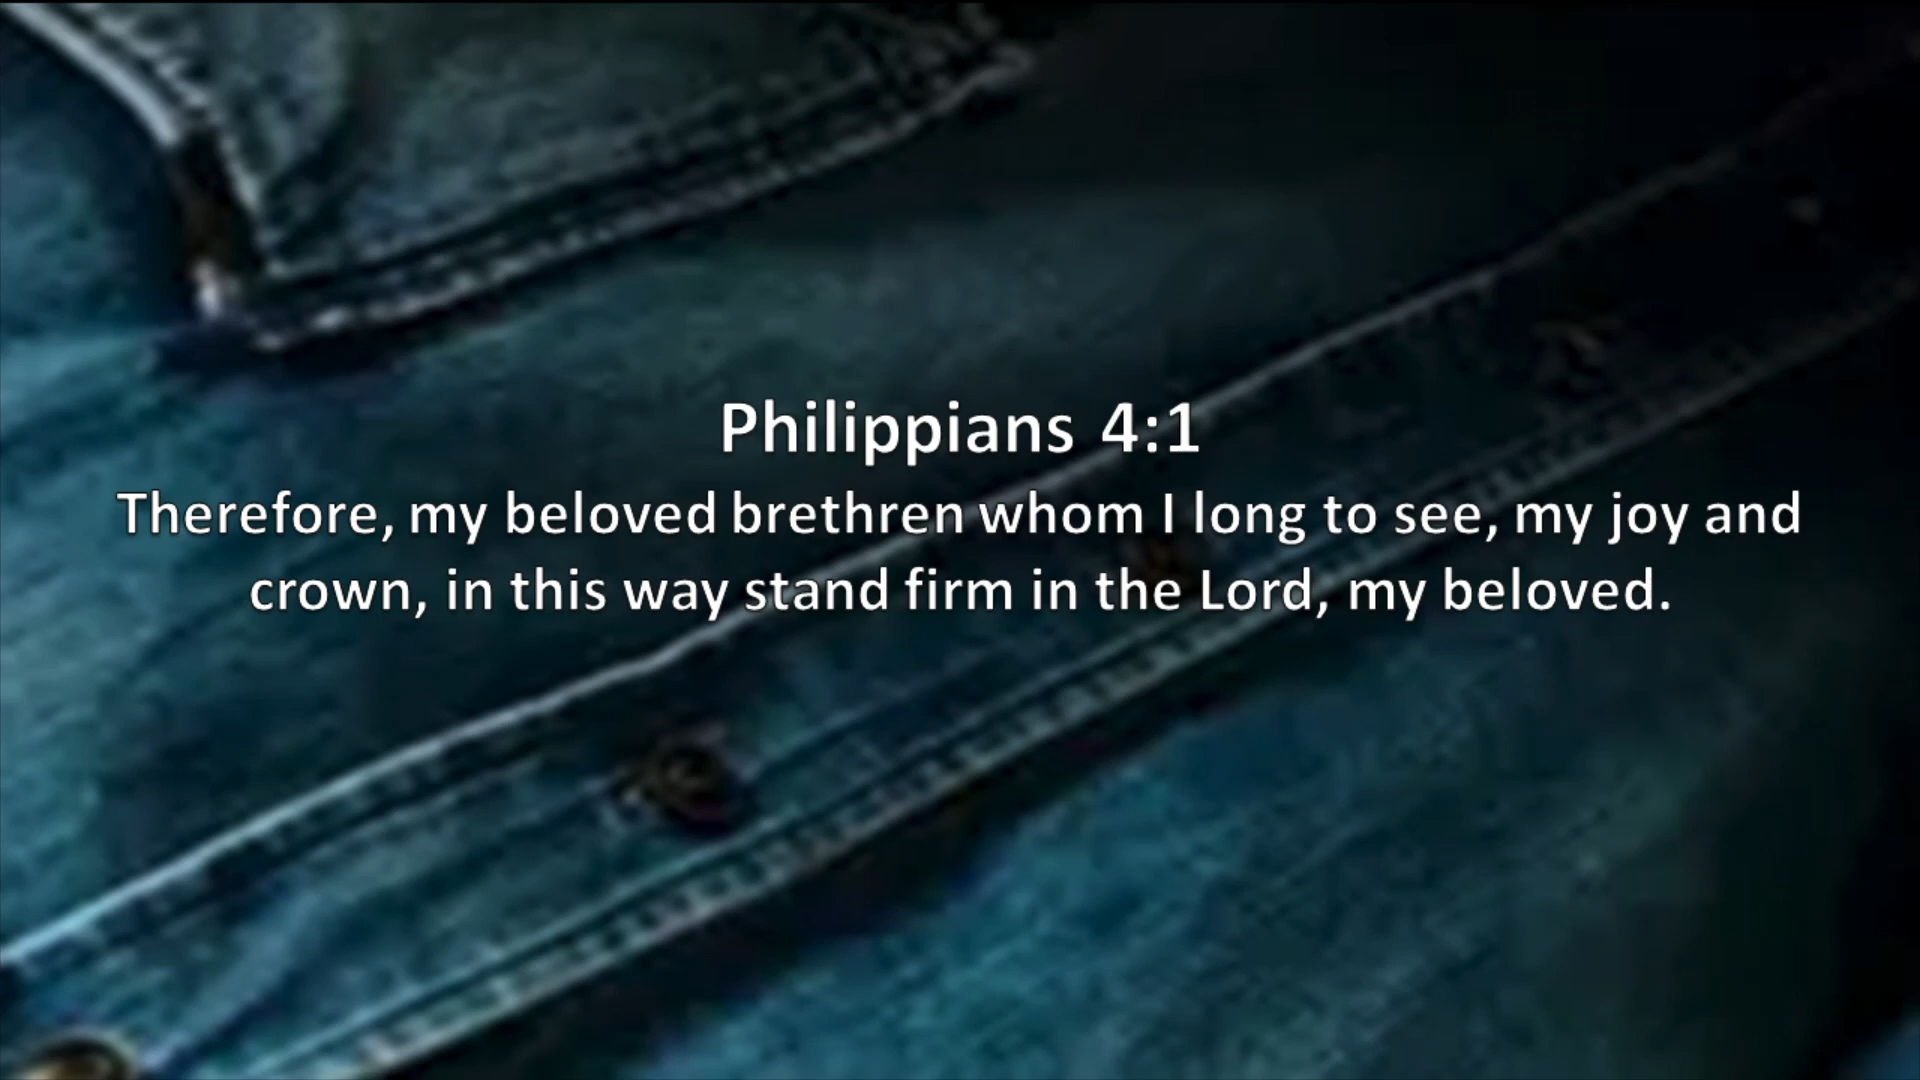 Philippians 4:1
Therefore, my beloved brethren whom I long to see, my joy and
crown, in this way stand firm in the Lord, my beloved.